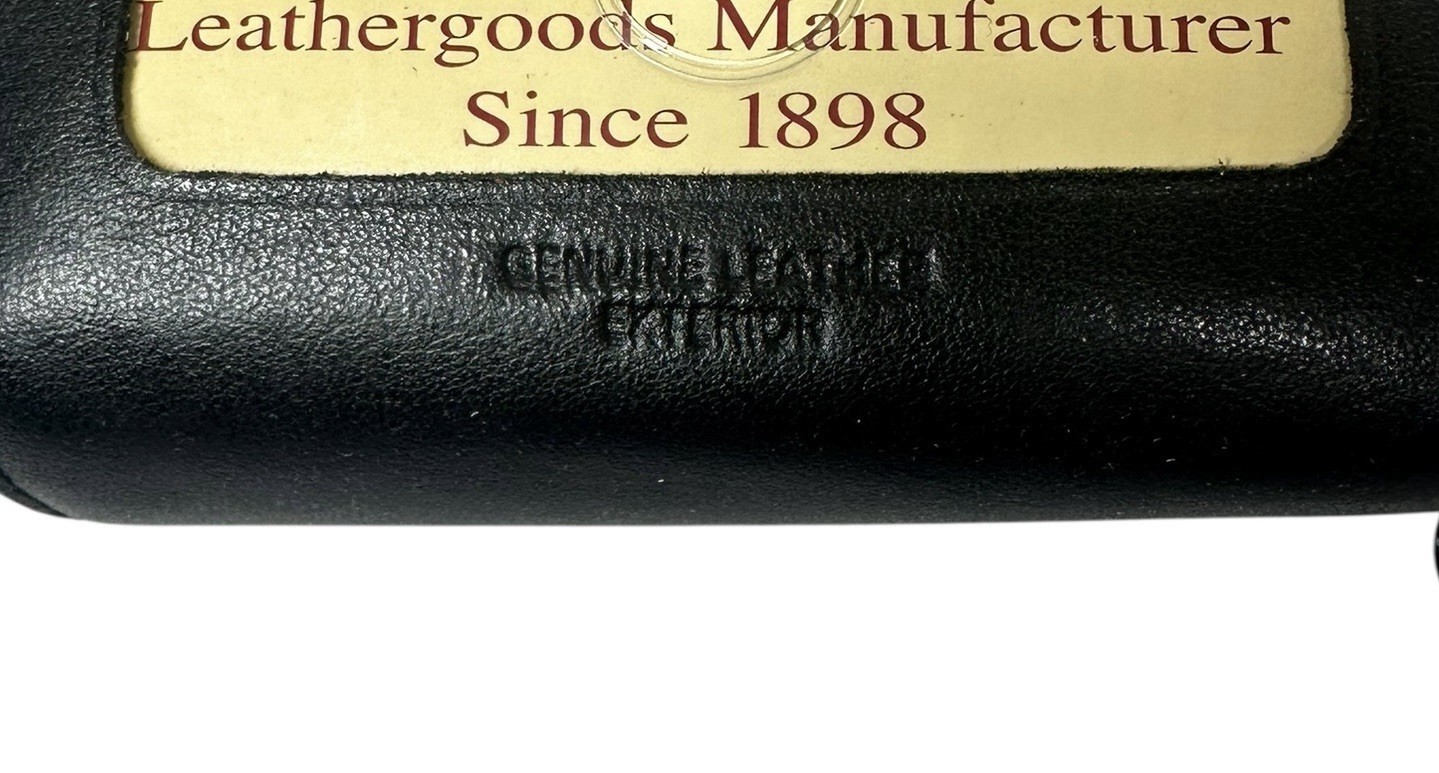 Leathergoods Manufacturer
Since 1898
GENUINE LEATHER
EXTERIOR